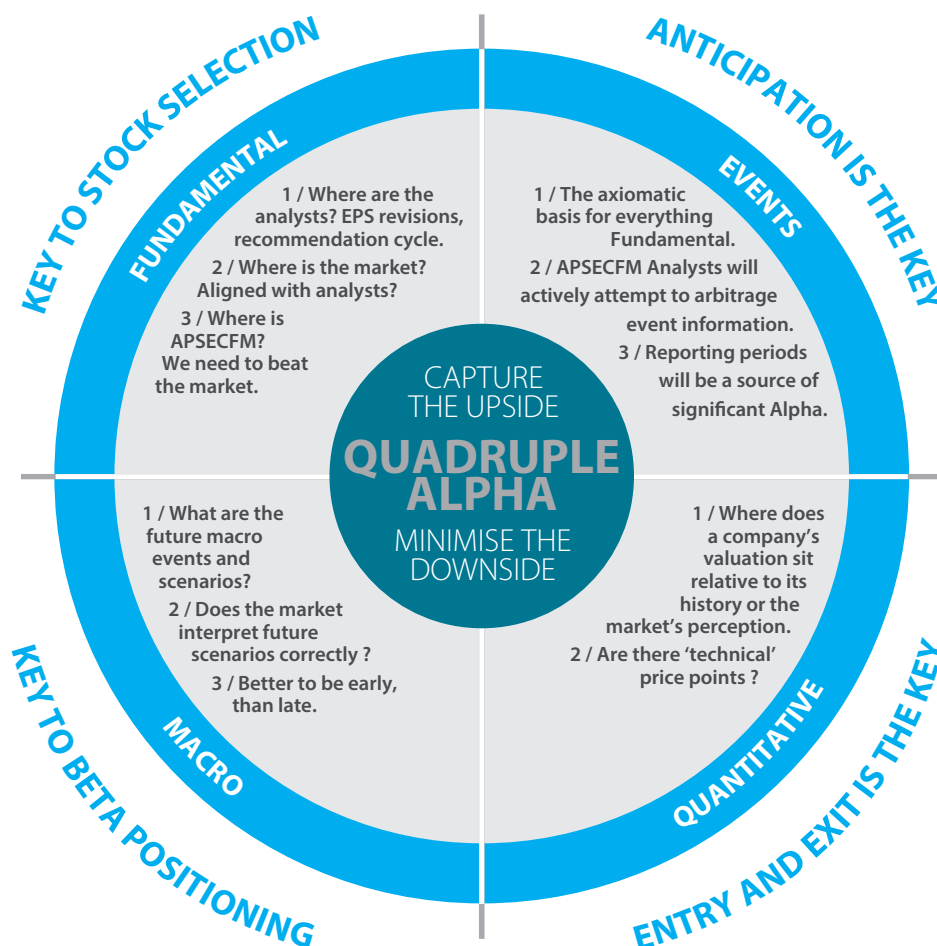 KEY TO STOCK SELECTION
FUNDAMENTAL
1 / Where are the
analysts? EPS revisions,
recommendation cycle.
2 / Where is the market?
Aligned with analysts?
3 / Where is
APSECFM?
We need to beat
the market.
ANTICIPATION IS THE KEY
EVENTS
1 / The axiomatic
basis for everything
Fundamental.
2 / APSECFM Analysts will
actively attempt to arbitrage
event information.
3 / Reporting periods
will be a source of
significant Alpha.
CAPTURE
THE UPSIDE
QUADRUPLE
ALPHA
MINIMISE THE
DOWNSIDE
1 / What are the
future macro
events and
scenarios?
2 / Does the market
interpret future
scenarios correctly ?
3 / Better to be early,
than late.
MACRO
KEY TO BETA POSITIONING
1 / Where does
a company's
valuation sit
relative to its
history or the
market's perception.
2 / Are there 'technical'
price points ?
QUANTITATIVE
ENTRY AND EXIT IS THE KEY